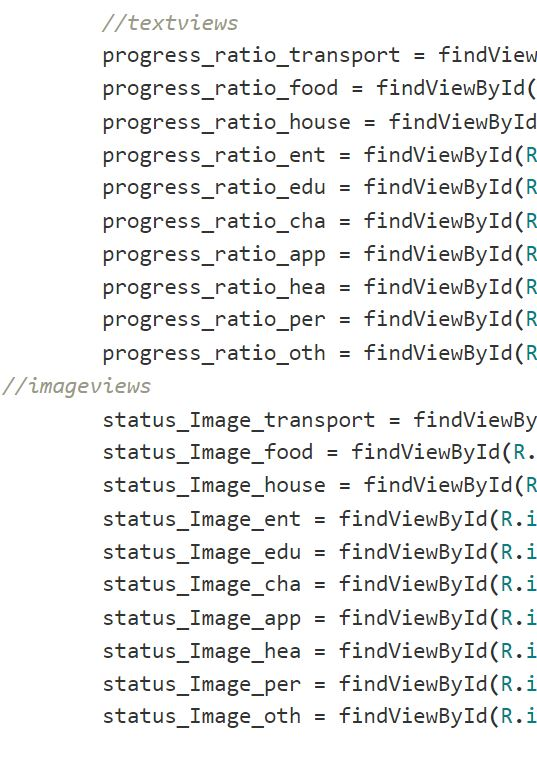 //textviews
progress_ratio_transport = findView
progress_ratio_food = findViewById(
progress_ratio_house = findViewById
progress_ratio_ent = findViewById(R
progress_ratio_edu = findViewById(R
progress_ratio_cha = findViewById(R
progress_ratio_app = findViewById(R
progress_ratio_hea = findViewById(R
progress_ratio_per = findViewById(R
progress_ratio_oth = findViewById(R
//imageviews
status_Image_transport = findViewBy
status_Image_food = findViewById(R.
status_Image_house = findViewById(R
status_Image_ent = findViewById(R.i
status_Image_edu = findViewById(R.i
status_Image_cha = findViewById(R.i
status_Image_app = findViewById(R.i
status_Image_hea = findViewById(R.i
status_Image_per = findViewById(R.i
status_Image_oth = findViewById(R.i